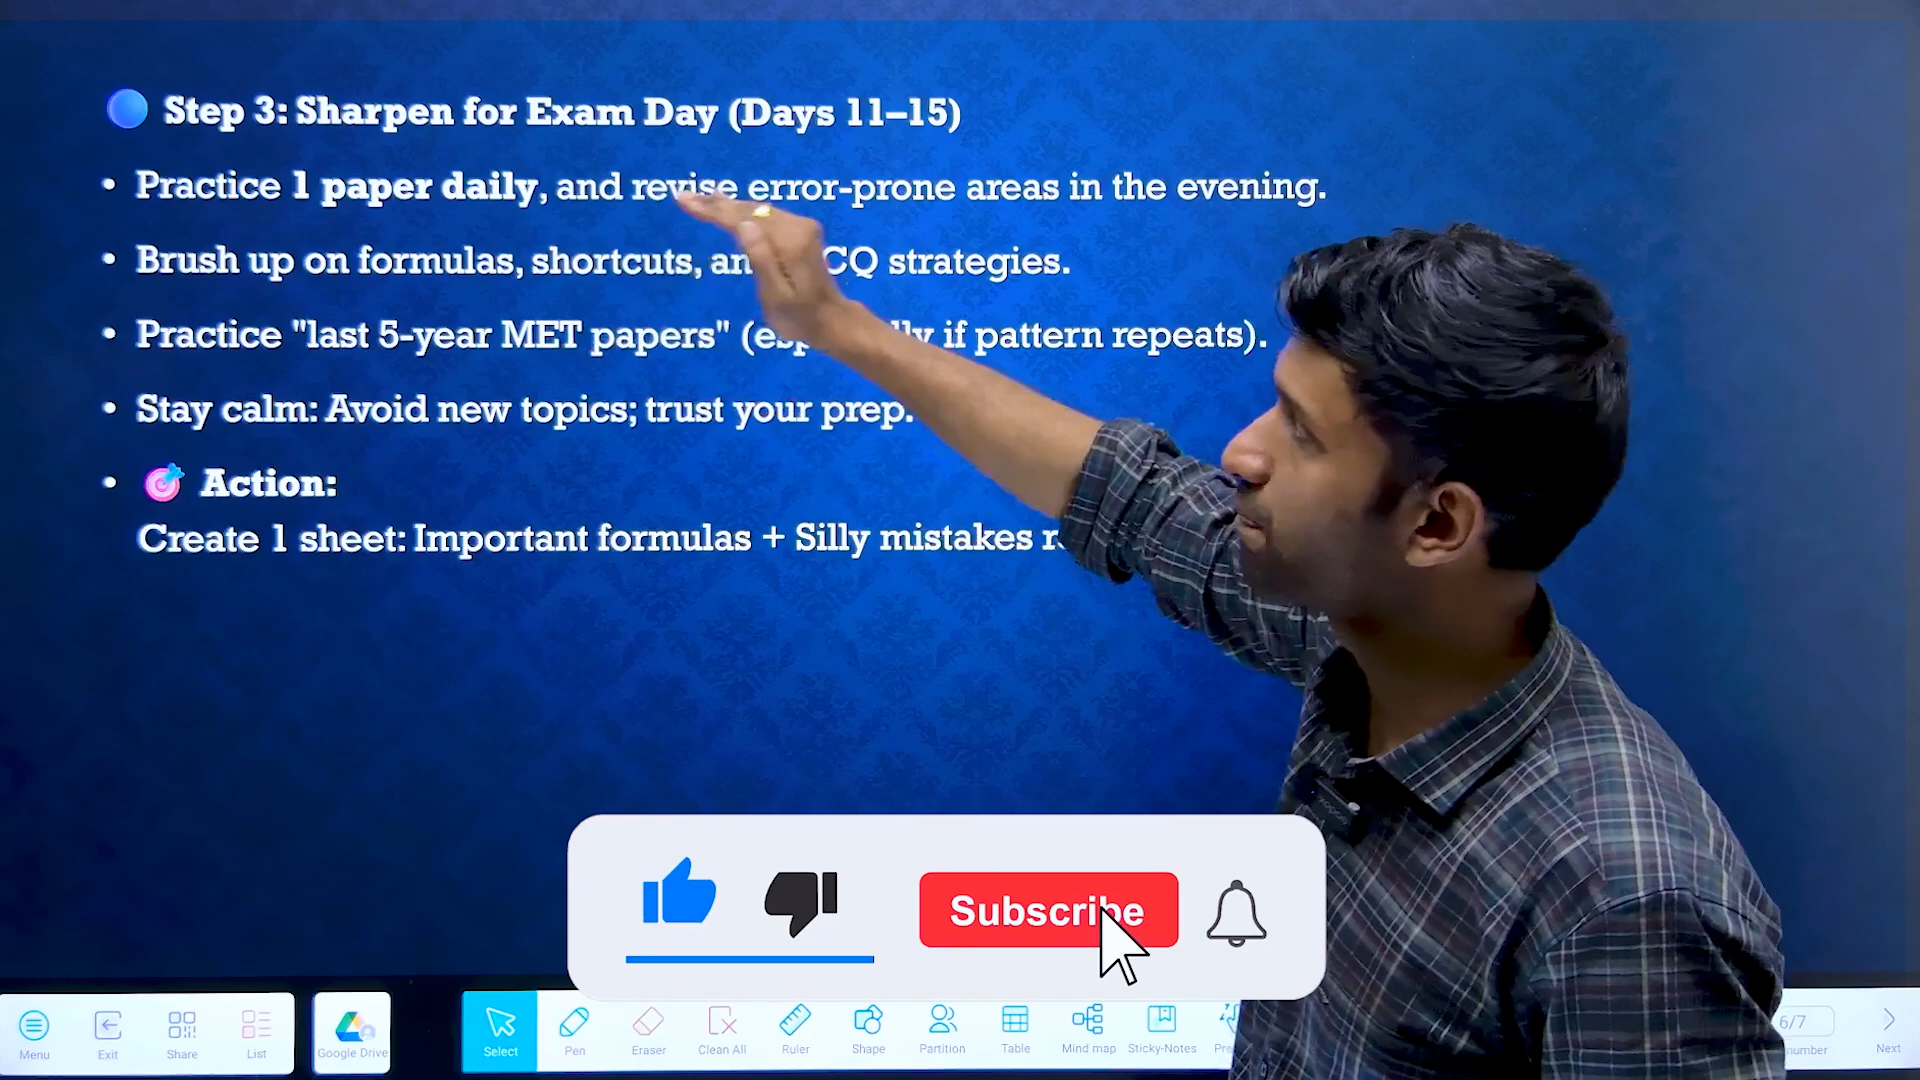 Step 3: Sharpen for Exam Day (Days 11–15)
• Practice 1 paper daily, and revise error-prone areas in the evening.
• Brush up on formulas, shortcuts, strategies.
• Practice "last 5-year MET papers" if pattern repeats).
• Stay calm: Avoid new topics; trust your prep.
• Action:
Create 1 sheet: Important formulas + Silly mistakes
Subscribe
Menu
Exit
Share
List
Google Drive
Select
Pen
Eraser
Clean All
Ruler
Shape
Partition
Table
Mind map
Sticky-Notes
6/7
number
Next